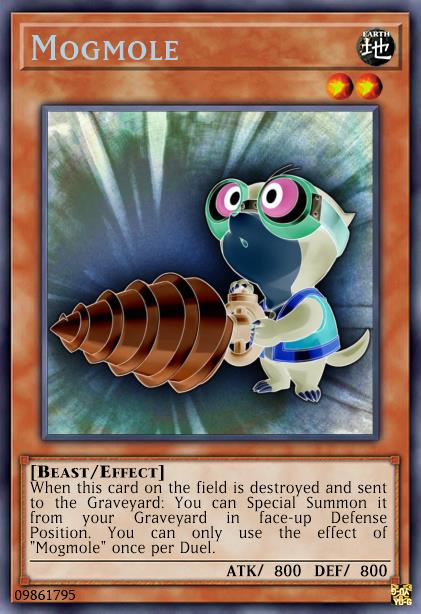 Mogmole
EARTH
地
[Beast/Effect]
When this card on the field is destroyed and sent
to the Graveyard: You can Special Summon it
from your Graveyard in face-up Defense
Position. You can only use the effect of
"Mogmole" once per Duel.
ATK/ 800 DEF/ 800
09861795